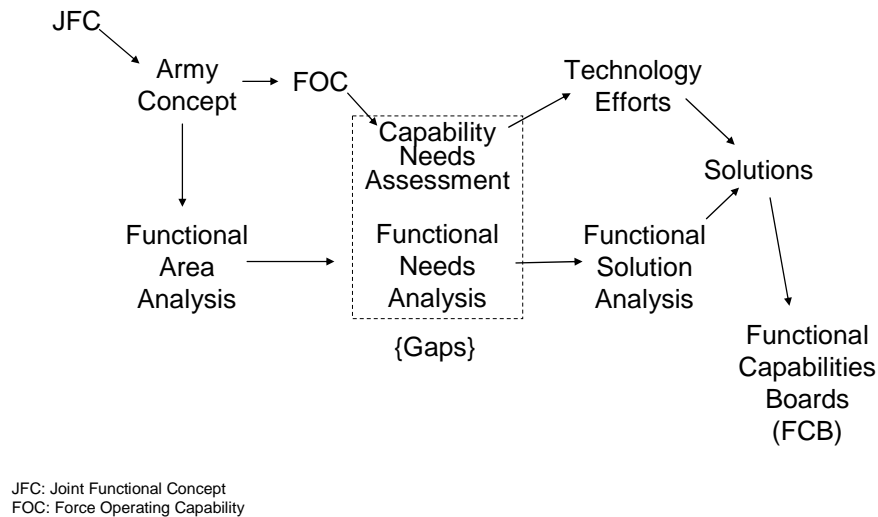 JFC
Army
Concept
FOC
Technology
Efforts
Capability
Needs
Assessment
Solutions
Functional
Area
Analysis
Functional
Needs
Analysis
Functional
Solution
Analysis
{Gaps}
Functional
Capabilities
Boards
(FCB)
JFC: Joint Functional Concept
FOC: Force Operating Capability